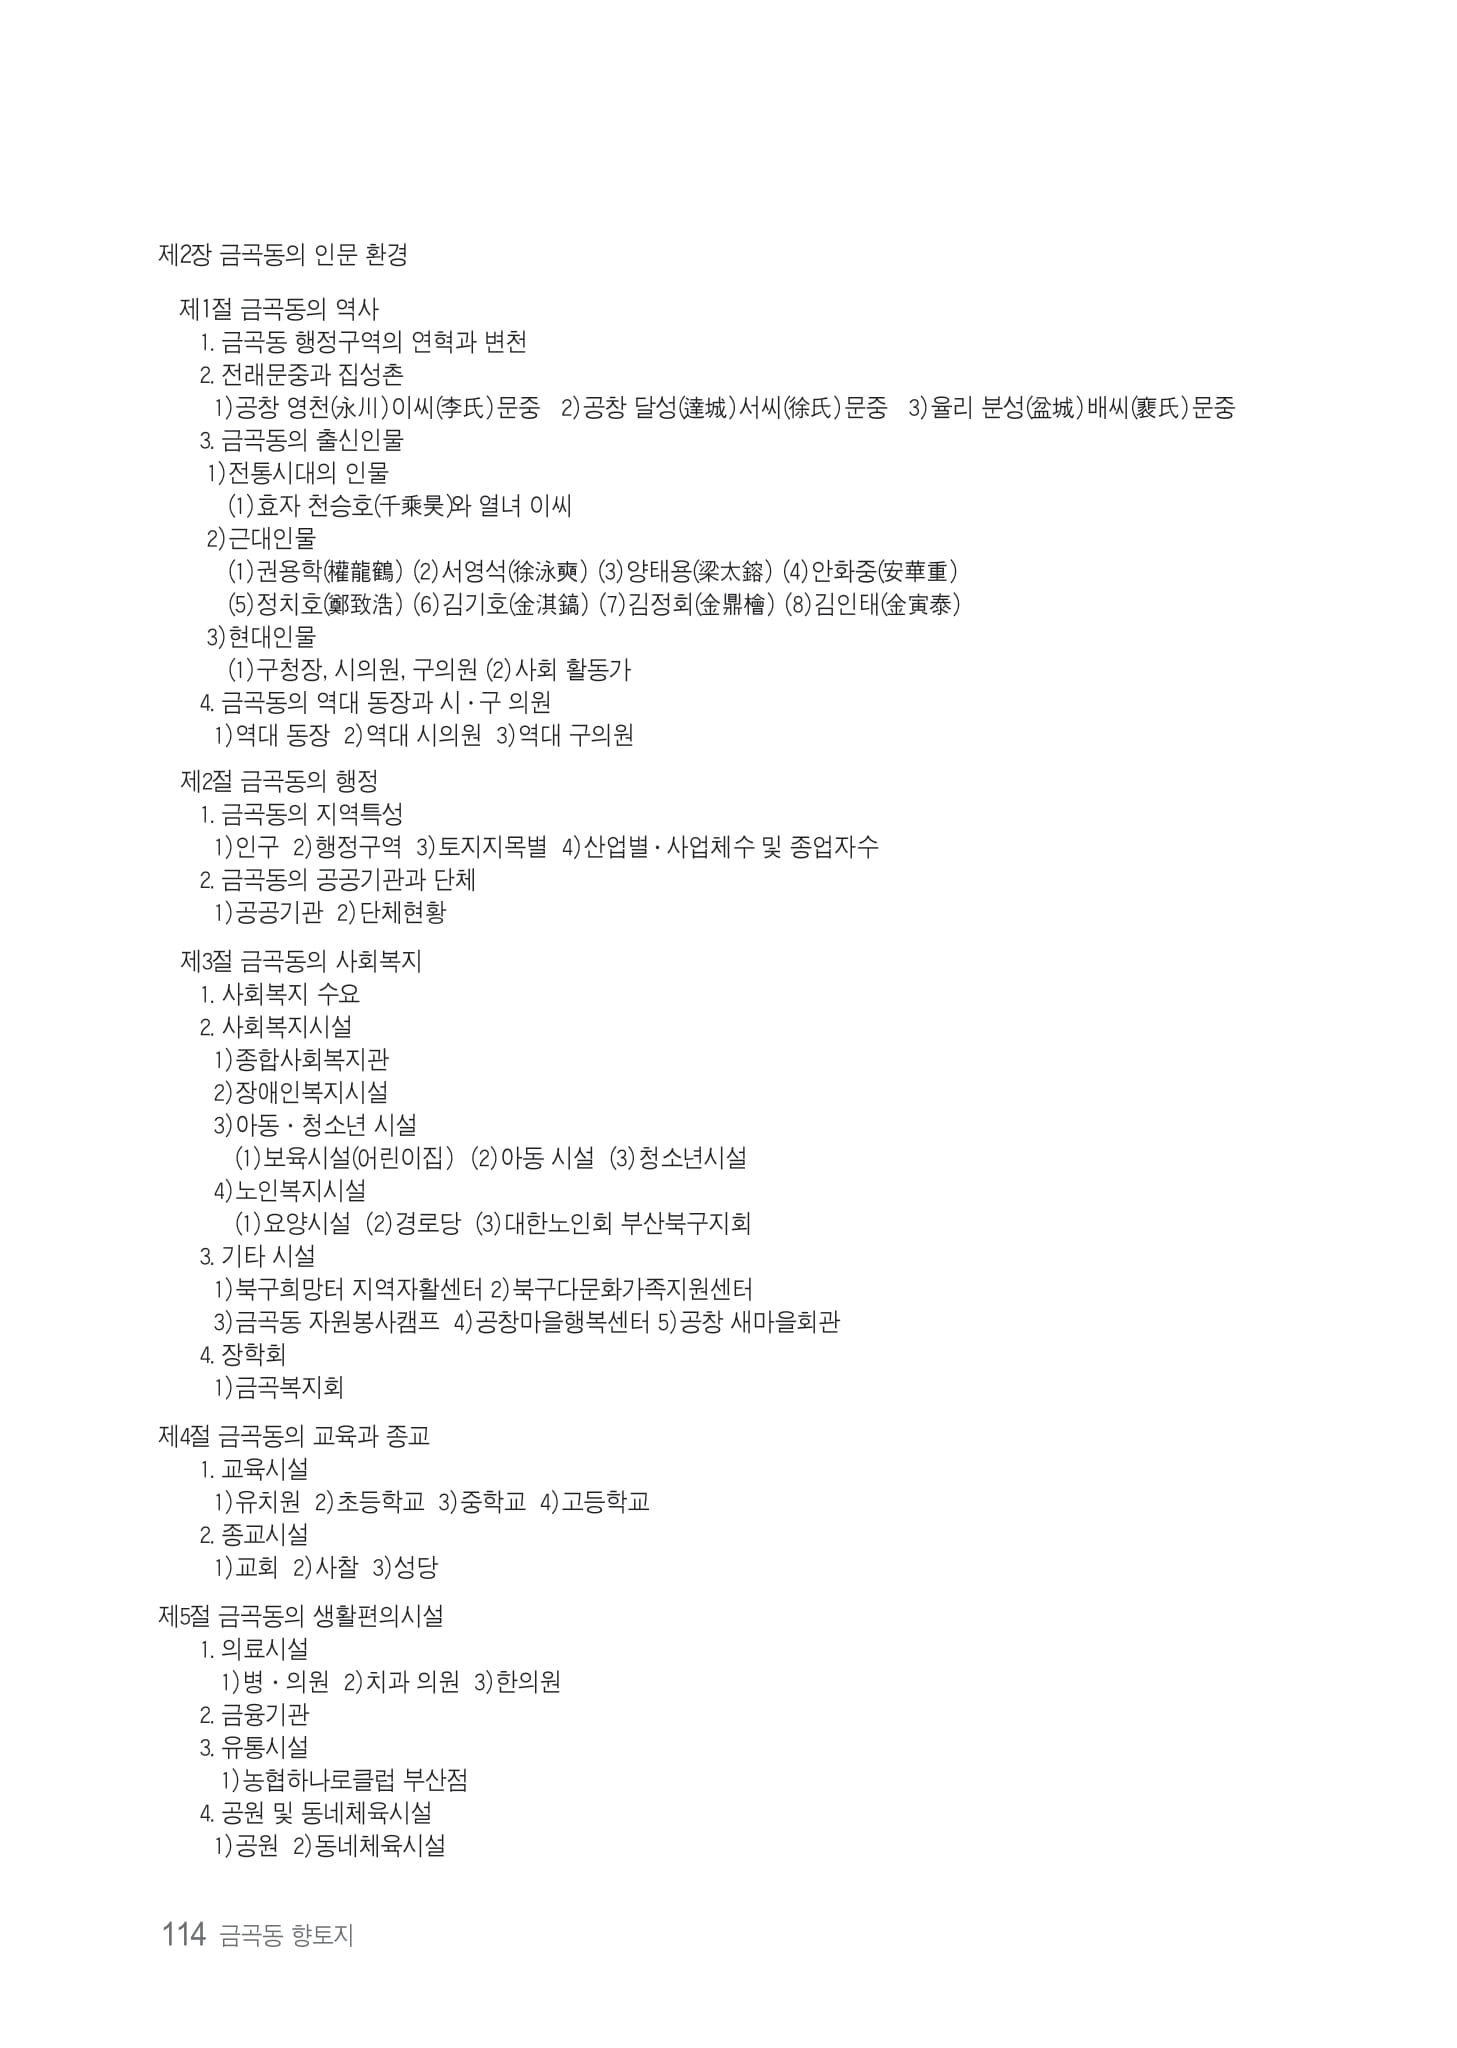 제2장 금곡동의 인문 환경
제1절 금곡동의 역사
1. 금곡동 행정구역의 연혁과 변천
2. 전래문중과 집성촌
1)공창 영천(永川)이씨(李氏)문중 2)공창 달성(達城)서씨(徐氏)문중 3)율리 분성(盆城)배씨(裵氏)문중
3. 금곡동의 출신인물
1)전통시대의 인물
(1)효자 천승호(千乘昊)와 열녀 이씨
2)근대인물
(1)권용학(權龍鶴) (2)서영석(徐泳奭) (3)양태용(梁太鎔) (4)안화중(安華重)
(5)정치호(鄭致浩) (6)김기호(金淇鎬) (7)김정회(金鼎檜) (8)김인태(金寅泰)
3)현대인물
(1)구청장, 시의원, 구의원 (2)사회 활동가
4. 금곡동의 역대 동장과 시·구 의원
1)역대 동장 2)역대 시의원 3)역대 구의원
제2절 금곡동의 행정
1. 금곡동의 지역특성
1)인구 2)행정구역 3)토지지목별 4)산업별·사업체수 및 종업자수
2. 금곡동의 공공기관과 단체
1)공공기관 2)단체현황
제3절 금곡동의 사회복지
1. 사회복지 수요
2. 사회복지시설
1)종합사회복지관
2)장애인복지시설
3)아동·청소년 시설
(1)보육시설(어린이집) (2)아동 시설 (3)청소년시설
4)노인복지시설
(1)요양시설 (2)경로당 (3)대한노인회 부산북구지회
3. 기타 시설
1)북구희망터 지역자활센터 2)북구다문화가족지원센터
3)금곡동 자원봉사캠프 4)공창마을행복센터 5)공창 새마을회관
4. 장학회
1)금곡복지회
제4절 금곡동의 교육과 종교
1. 교육시설
1)유치원 2)초등학교 3)중학교 4)고등학교
2. 종교시설
1)교회 2)사찰 3)성당
제5절 금곡동의 생활편의시설
1. 의료시설
1)병·의원 2)치과 의원 3)한의원
2. 금융기관
3. 유통시설
1)농협하나로클럽 부산점
4. 공원 및 동네체육시설
1)공원 2)동네체육시설
114 금곡동 향토지